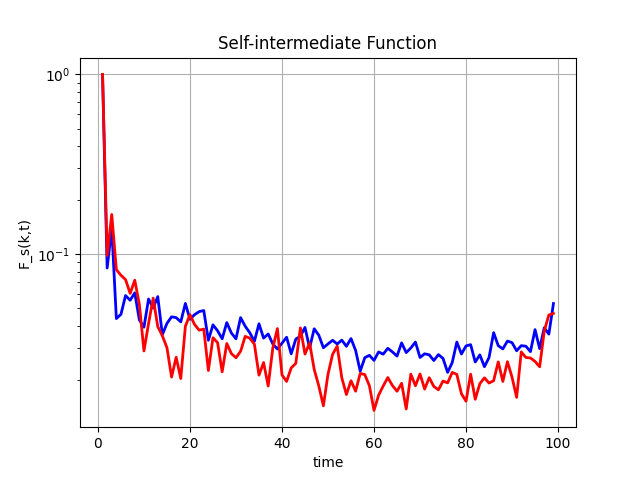 Self-intermediate Function
10⁰
10⁻¹
F_s(k,t)
0 20 40 60 80 100
time